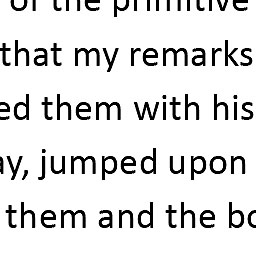 of the primitive
that my remarks
ed them with his
ay, jumped upon
them and the bo